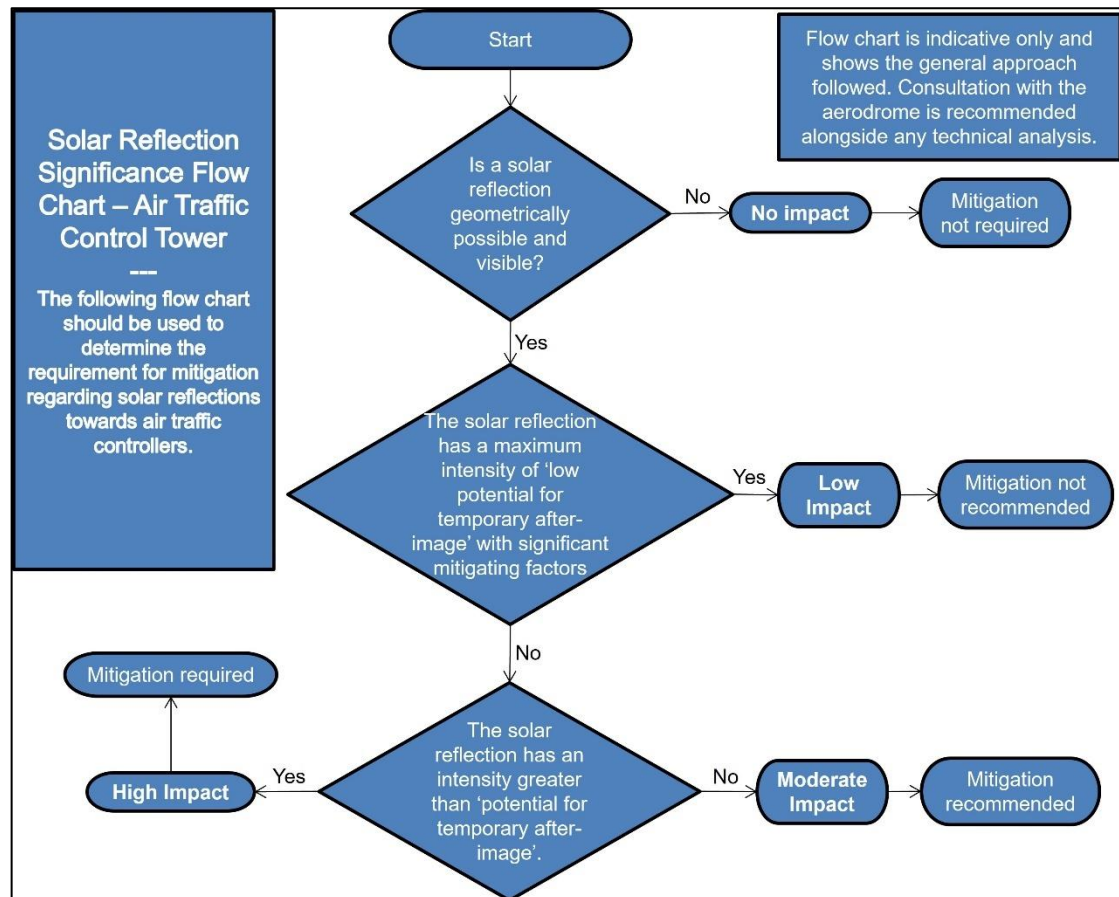 Solar Reflection
Significance Flow
Chart – Air Traffic
Control Tower
---
The following flow chart
should be used to
determine the
requirement for mitigation
regarding solar reflections
towards air traffic
controllers.
Start
Flow chart is indicative only and
shows the general approach
followed. Consultation with the
aerodrome is recommended
alongside any technical analysis.
Is a solar
reflection
geometrically
possible and
visible?
No
No impact
Mitigation
not required
Yes
The solar reflection
has a maximum
intensity of ‘low
potential for
temporary after-
image’ with significant
mitigating factors
Yes
Low
Impact
Mitigation not
recommended
No
The solar
reflection has an
intensity greater
than ‘potential for
temporary after-
image’.
Yes
High Impact
Mitigation required
No
Moderate
Impact
Mitigation
recommended